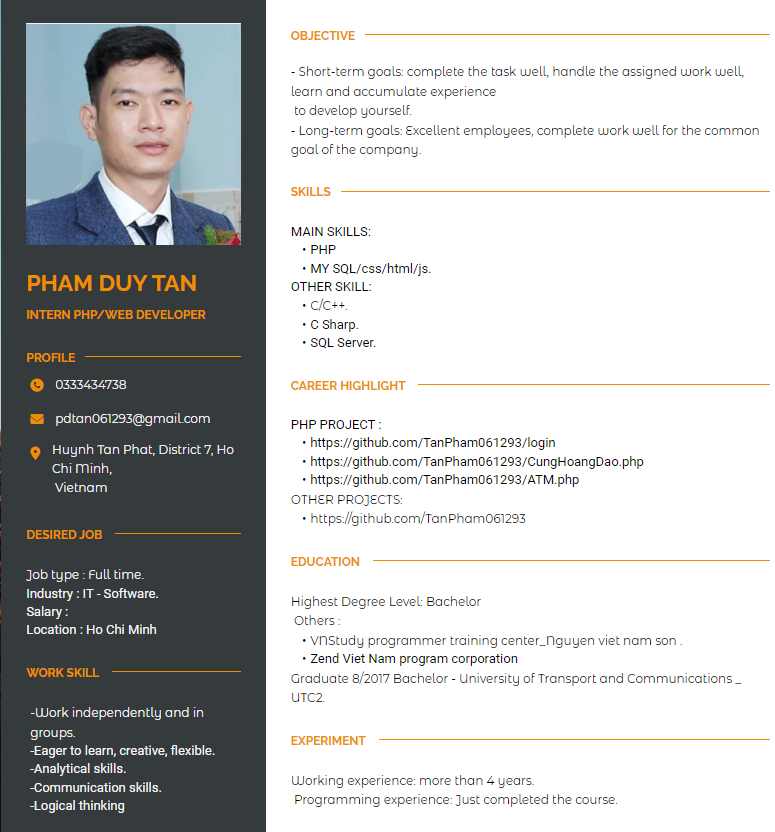 PHAM DUY TAN
INTERN PHP/WEB DEVELOPER
PROFILE
0333434738
pdtan061293@gmail.com
Huynh Tan Phat, District 7, Ho
Chi Minh,
Vietnam
DESIRED JOB
Job type : Full time.
Industry : IT - Software.
Salary :
Location : Ho Chi Minh
WORK SKILL
-Work independently and in
groups.
-Eager to learn, creative, flexible.
-Analytical skills.
-Communication skills.
-Logical thinking
OBJECTIVE
- Short-term goals: complete the task well, handle the assigned work well,
learn and accumulate experience
to develop yourself.
- Long-term goals: Excellent employees, complete work well for the common
goal of the company.
SKILLS
MAIN SKILLS:
• PHP
• MY SQL/css/html/js.
OTHER SKILL:
• C/C++.
• C Sharp.
• SQL Server.
CAREER HIGHLIGHT
PHP PROJECT :
• https://github.com/TanPham061293/login
• https://github.com/TanPham061293/CungHoangDao.php
• https://github.com/TanPham061293/ATM.php
OTHER PROJECTS:
• https://github.com/TanPham061293
EDUCATION
Highest Degree Level: Bachelor
Others :
• VNStudy programmer training center_Nguyen viet nam son .
• Zend Viet Nam program corporation
Graduate 8/2017 Bachelor - University of Transport and Communications _
UTC2.
EXPERIMENT
Working experience: more than 4 years.
Programming experience: Just completed the course.